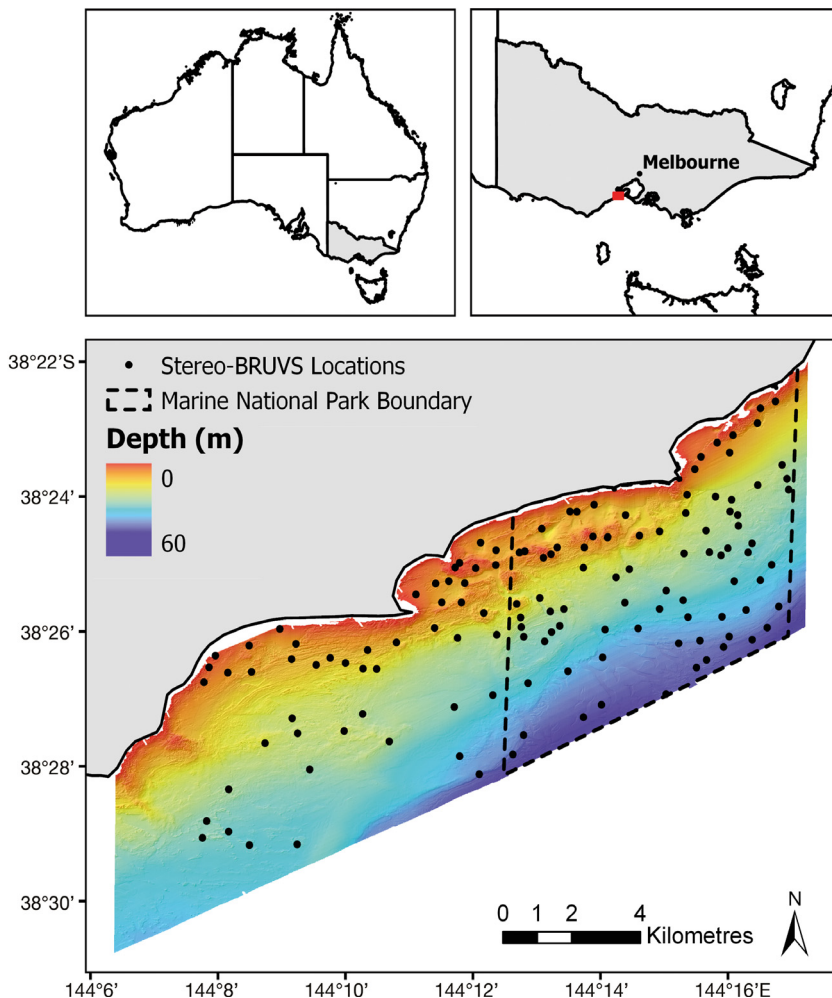 Melbourne
38°22'S
Stereo-BRUVS Locations
Marine National Park Boundary
Depth (m)
0
60
38°24'
38°26'
38°28'
38°30'
N
0 1 2 4
Kilometres
144°6' 144°8' 144°10' 144°12' 144°14' 144°16'